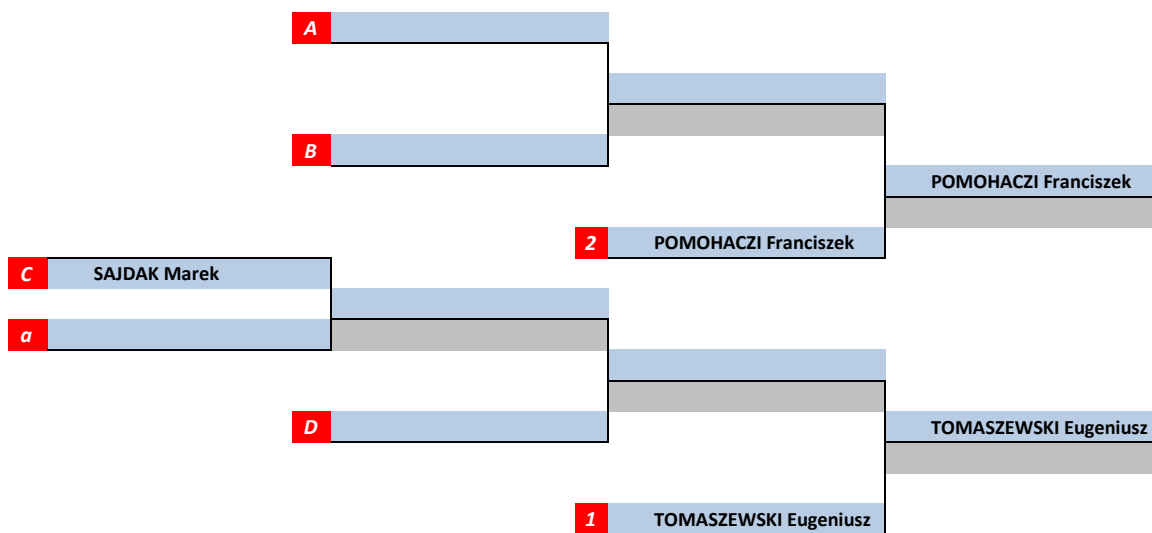 A
B
POMOHACZI Franciszek
2 POMOHACZI Franciszek
C SAJDAK Marek
a
D
TOMASZEWSKI Eugeniusz
1 TOMASZEWSKI Eugeniusz